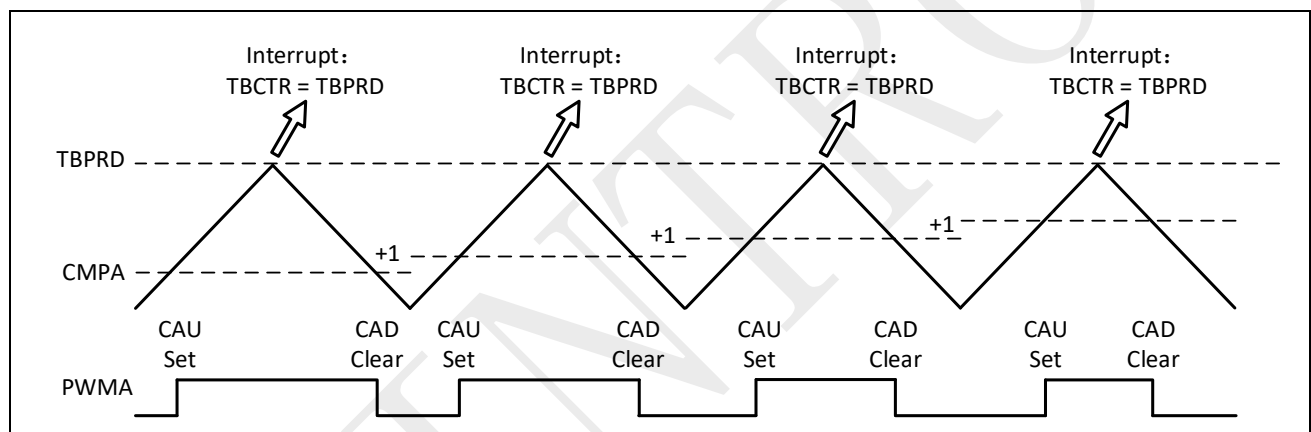 Interrupt： Interrupt： Interrupt： Interrupt：
TBCTR = TBPRD TBCTR = TBPRD TBCTR = TBPRD TBCTR = TBPRD
TBPRD
+1
+1
+1
CMPA
CAU CAD CAU CAD CAU CAD CAU CAD
Set Clear Set Clear Set Clear Set Clear
PWMA